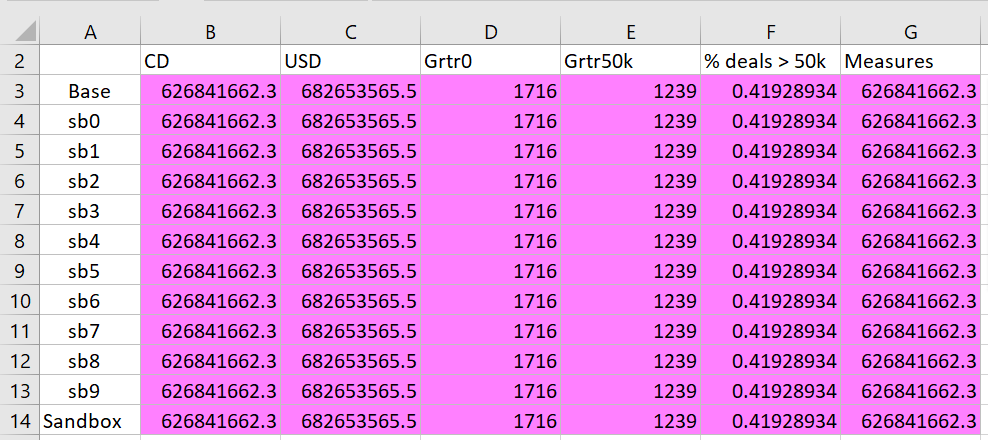 A B C D E F G
2 CD USD Grtr0 Grtr50k % deals > 50k Measures
3 Base 626841662.3 682653565.5 1716 1239 0.41928934 626841662.3
4 sb0 626841662.3 682653565.5 1716 1239 0.41928934 626841662.3
5 sb1 626841662.3 682653565.5 1716 1239 0.41928934 626841662.3
6 sb2 626841662.3 682653565.5 1716 1239 0.41928934 626841662.3
7 sb3 626841662.3 682653565.5 1716 1239 0.41928934 626841662.3
8 sb4 626841662.3 682653565.5 1716 1239 0.41928934 626841662.3
9 sb5 626841662.3 682653565.5 1716 1239 0.41928934 626841662.3
10 sb6 626841662.3 682653565.5 1716 1239 0.41928934 626841662.3
11 sb7 626841662.3 682653565.5 1716 1239 0.41928934 626841662.3
12 sb8 626841662.3 682653565.5 1716 1239 0.41928934 626841662.3
13 sb9 626841662.3 682653565.5 1716 1239 0.41928934 626841662.3
14 Sandbox 626841662.3 682653565.5 1716 1239 0.41928934 626841662.3